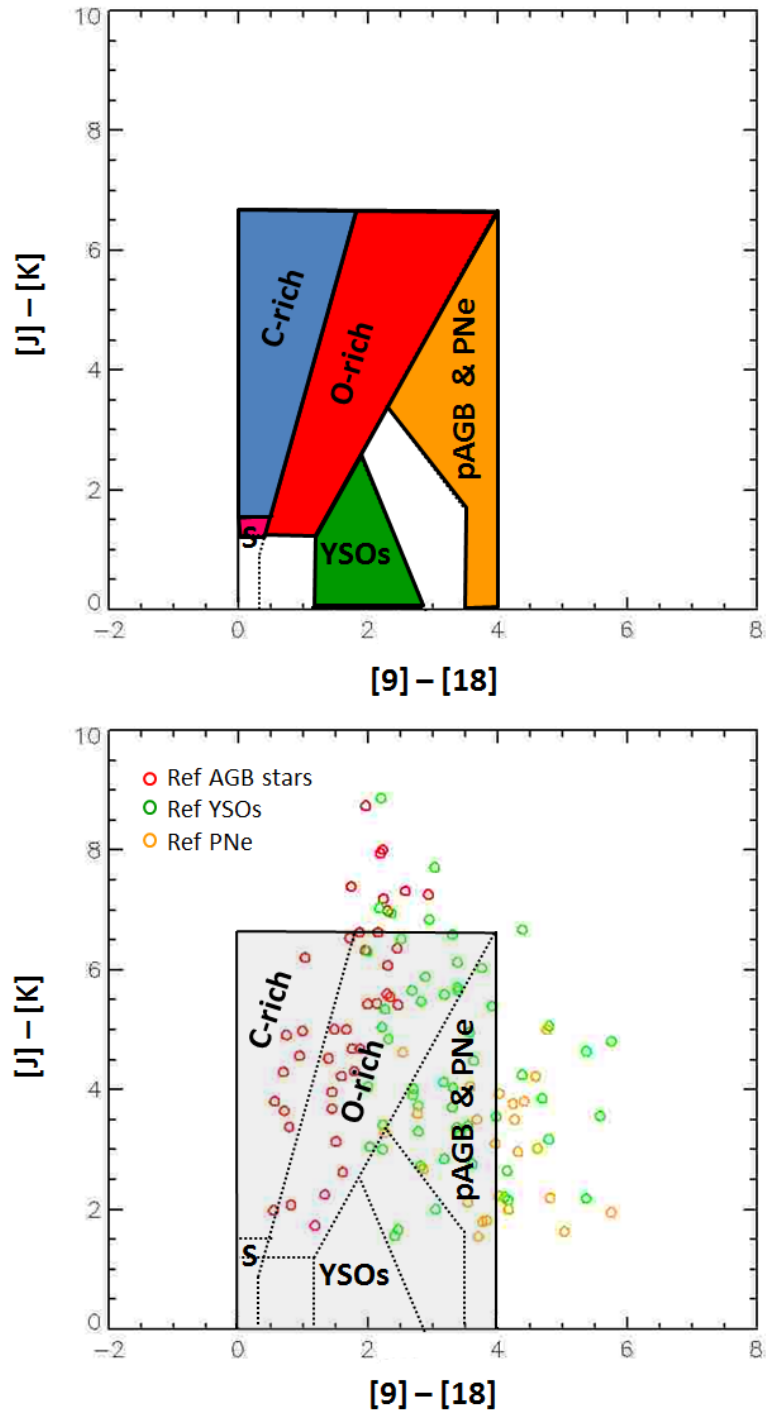 10
8
6
4
2
0
[J] – [K]
C-rich
O-rich
pAGB & PNe
S
YSOs
−2 0 2 4 6 8
[9] – [18]
10
8
6
4
2
0
[J] – [K]
Ref AGB stars
Ref YSOs
Ref PNe
C-rich
O-rich
pAGB & PNe
S
YSOs
−2 0 2 4 6 8
[9] – [18]